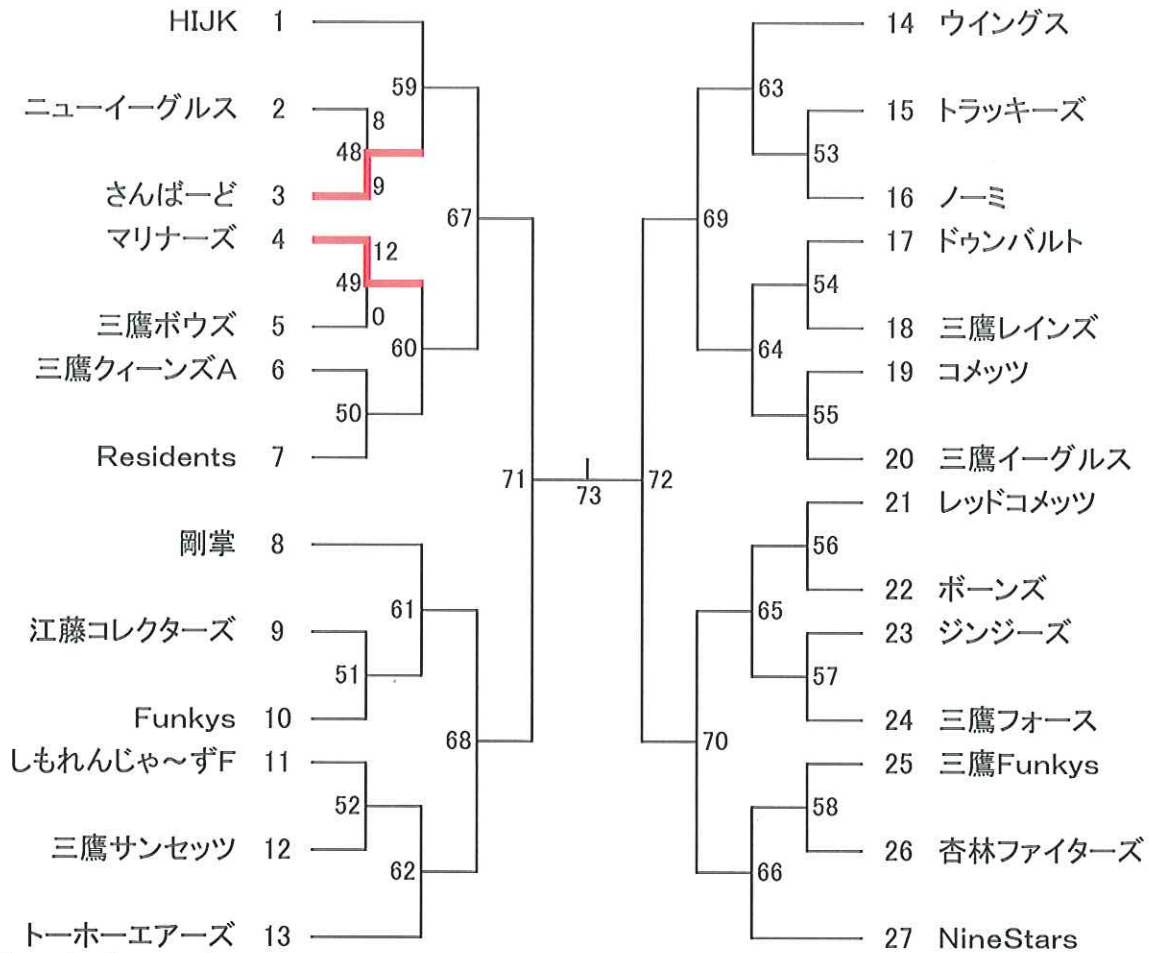 HIJK 1
59
ニューイーグルス 2
8
48
9
さんばーど 3
67
マリナーズ 4
12
49
0
三鷹ボウズ 5
60
三鷹クィーンズA 6
50
Residents 7
71
剛掌 8
61
江藤コレクターズ 9
51
Funkys 10
68
しもれんじゃ～ずF 11
52
三鷹サンセッツ 12
62
トーホーエアーズ 13
73
14 ウイングス
63
15 トラッキーズ
53
16 ノーミ
69
17 ドゥンバルト
54
18 三鷹レインズ
64
19 コメッツ
55
20 三鷹イーグルス
72
21 レッドコメッツ
56
22 ボーンズ
65
23 ジンジーズ
57
24 三鷹フォース
70
25 三鷹Funkys
58
26 杏林ファイターズ
66
27 NineStars